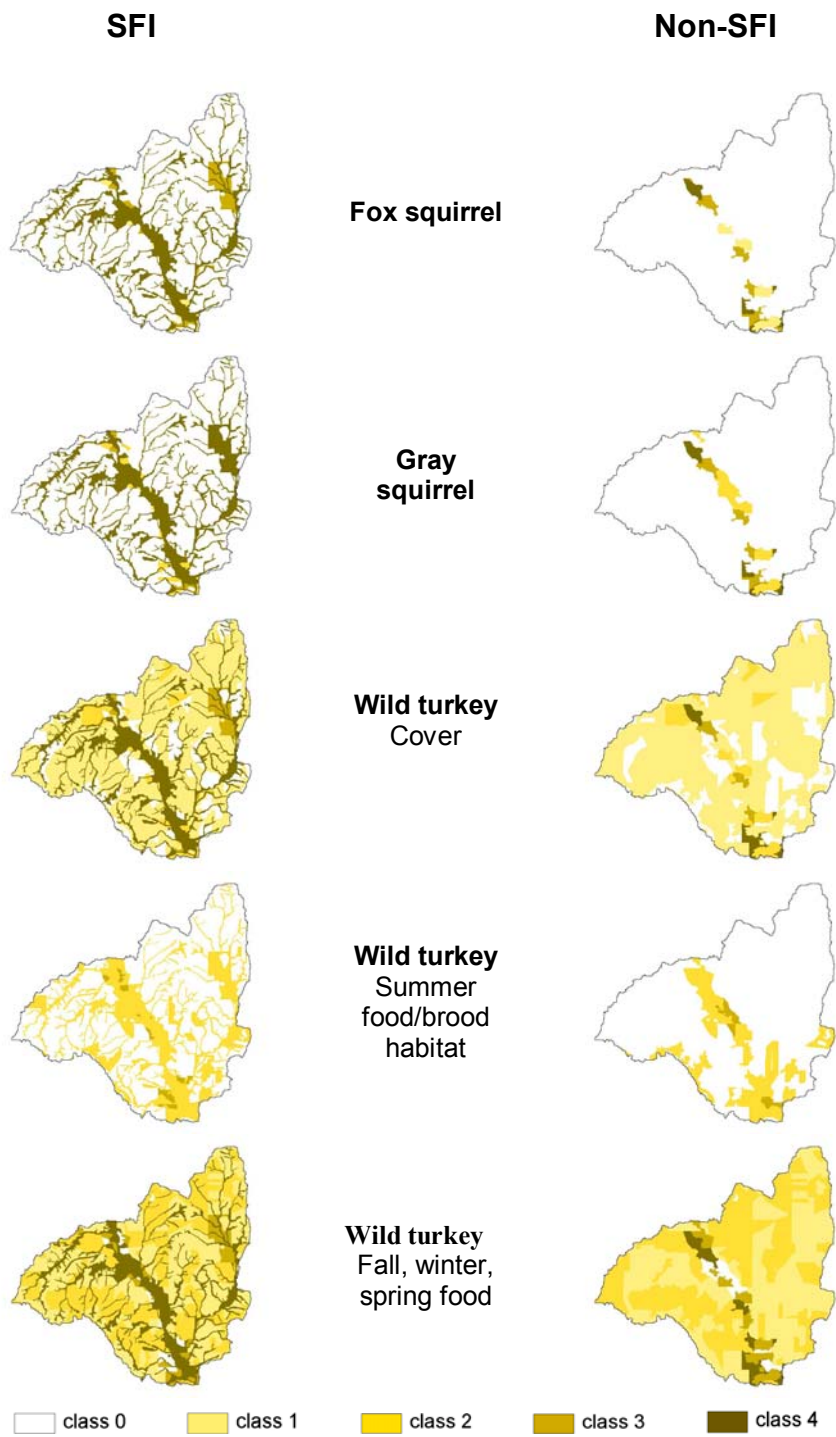 SFI
Non-SFI
Fox squirrel
Gray
squirrel
Wild turkey
Cover
Wild turkey
Summer
food/brood
habitat
Wild turkey
Fall, winter,
spring food
class 0
class 1
class 2
class 3
class 4